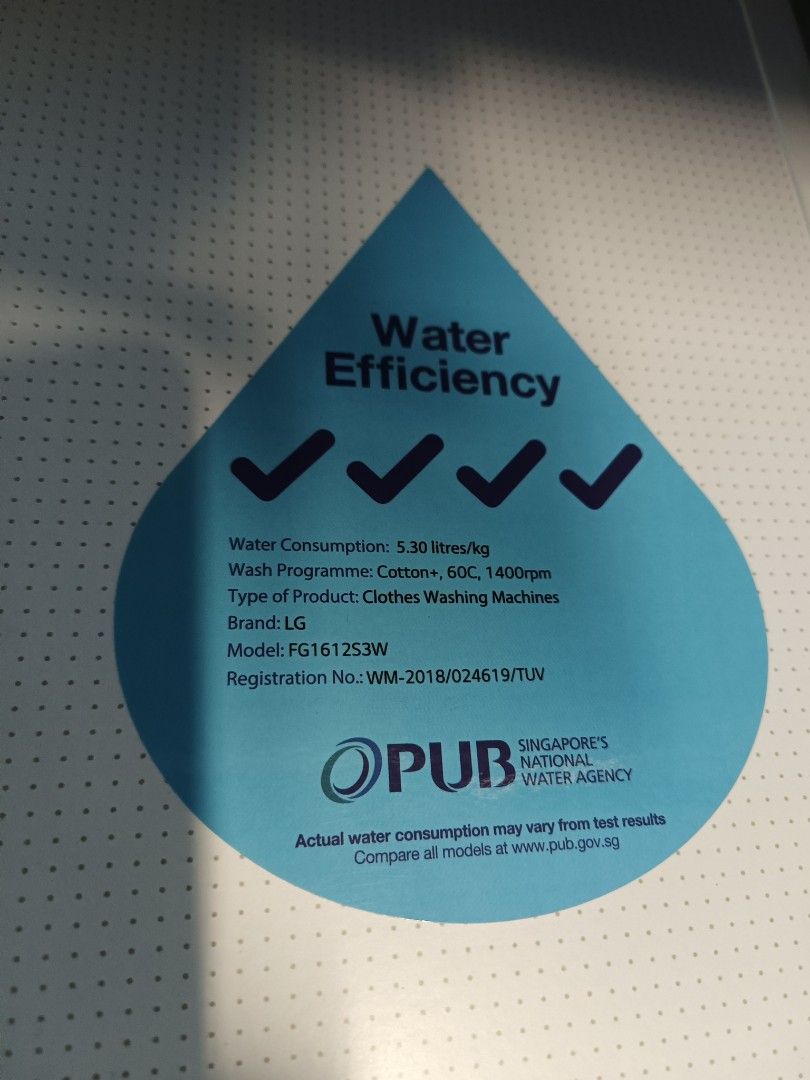 Water
Efficiency
Water Consumption: 5.30 litres/kg
Wash Programme: Cotton+, 60C, 1400rpm
Type of Product: Clothes Washing Machines
Brand: LG
Model: FG1612S3W
Registration No.: WM-2018/024619/TUV
PUB SINGAPORE'S
NATIONAL
WATER AGENCY
Actual water consumption may vary from test results
Compare all models at www.pub.gov.sg